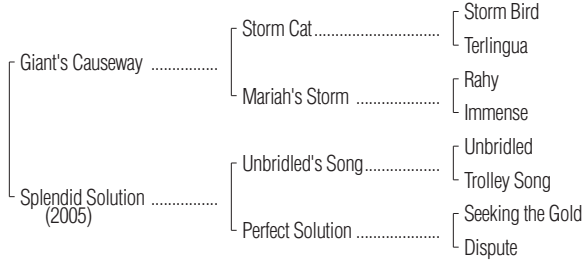 Storm Bird
Storm Cat
Terlingua
Giant's Causeway
Rahy
Mariah's Storm
Immense
Unbridled
Unbridled's Song
Trolley Song
Splendid Solution
(2005)
Seeking the Gold
Perfect Solution
Dispute